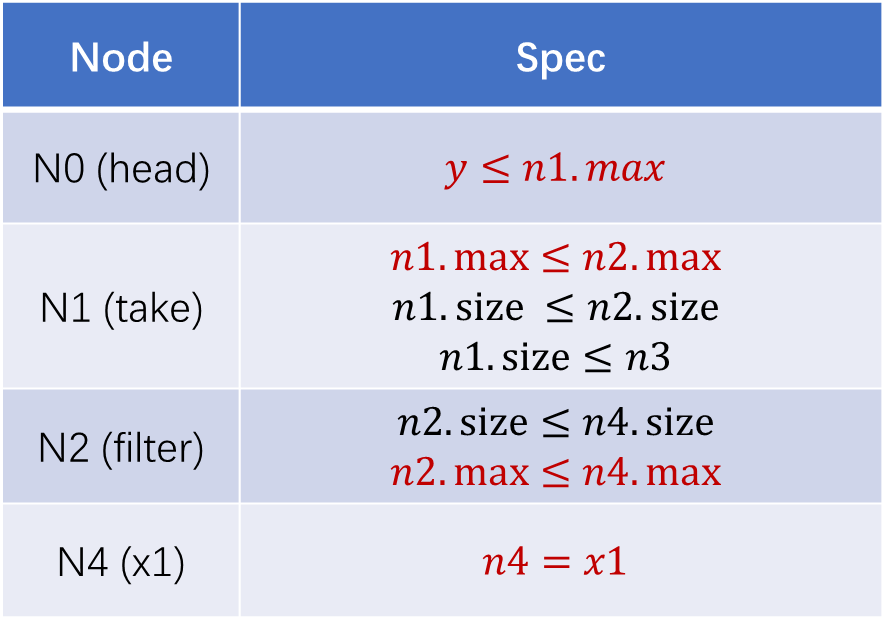 Node Spec
N0 (head) y ≤ n1.max
n1.max ≤ n2.max
N1 (take) n1.size ≤ n2.size
n1.size ≤ n3
N2 (filter) n2.size ≤ n4.size
n2.max ≤ n4.max
N4 (x1) n4 = x1